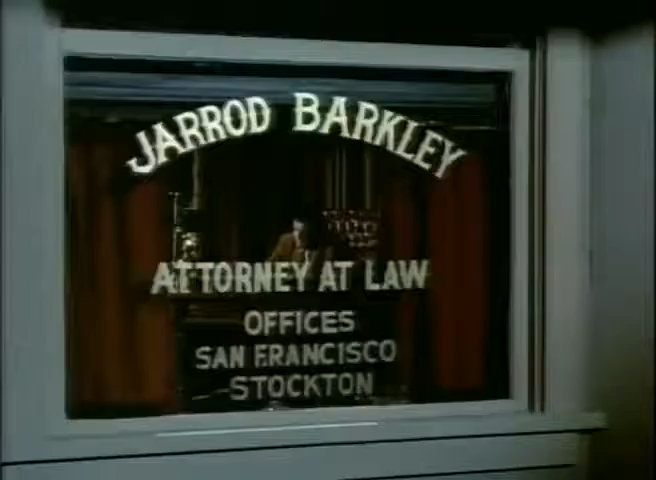 JARROD BARKLEY
ATTORNEY AT LAW
OFFICES
SAN FRANCISCO
STOCKTON